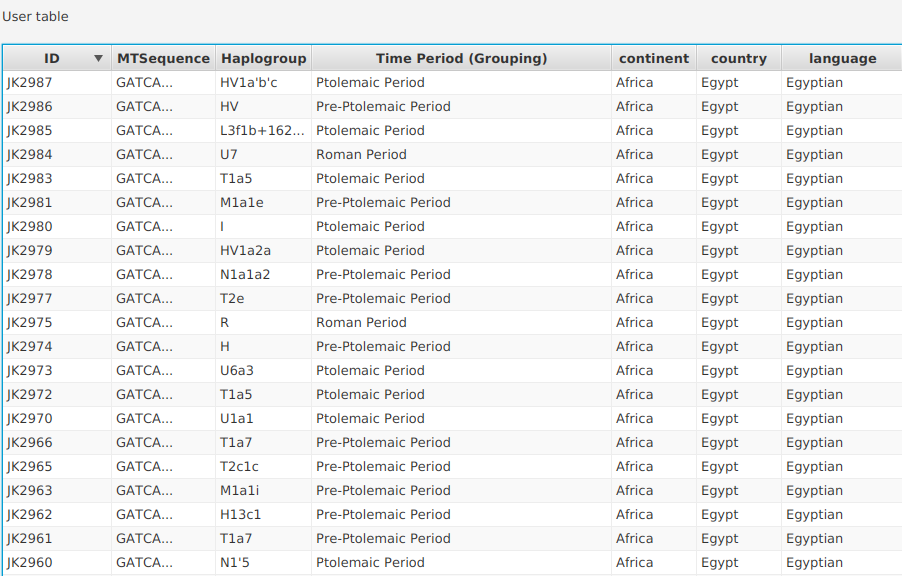 User table
ID ▼ MTSequence Haplogroup Time Period (Grouping) continent country language
JK2987 GATCA... HV1a'b'c Ptolemaic Period Africa Egypt Egyptian
JK2986 GATCA... HV Pre-Ptolemaic Period Africa Egypt Egyptian
JK2985 GATCA... L3f1b+162... Ptolemaic Period Africa Egypt Egyptian
JK2984 GATCA... U7 Roman Period Africa Egypt Egyptian
JK2983 GATCA... T1a5 Ptolemaic Period Africa Egypt Egyptian
JK2981 GATCA... M1a1e Pre-Ptolemaic Period Africa Egypt Egyptian
JK2980 GATCA... I Ptolemaic Period Africa Egypt Egyptian
JK2979 GATCA... HV1a2a Ptolemaic Period Africa Egypt Egyptian
JK2978 GATCA... N1a1a2 Pre-Ptolemaic Period Africa Egypt Egyptian
JK2977 GATCA... T2e Pre-Ptolemaic Period Africa Egypt Egyptian
JK2975 GATCA... R Roman Period Africa Egypt Egyptian
JK2974 GATCA... H Pre-Ptolemaic Period Africa Egypt Egyptian
JK2973 GATCA... U6a3 Ptolemaic Period Africa Egypt Egyptian
JK2972 GATCA... T1a5 Ptolemaic Period Africa Egypt Egyptian
JK2970 GATCA... U1a1 Ptolemaic Period Africa Egypt Egyptian
JK2966 GATCA... T1a7 Pre-Ptolemaic Period Africa Egypt Egyptian
JK2965 GATCA... T2c1c Pre-Ptolemaic Period Africa Egypt Egyptian
JK2963 GATCA... M1a1i Pre-Ptolemaic Period Africa Egypt Egyptian
JK2962 GATCA... H13c1 Pre-Ptolemaic Period Africa Egypt Egyptian
JK2961 GATCA... T1a7 Pre-Ptolemaic Period Africa Egypt Egyptian
JK2960 GATCA... N1'5 Ptolemaic Period Africa Egypt Egyptian